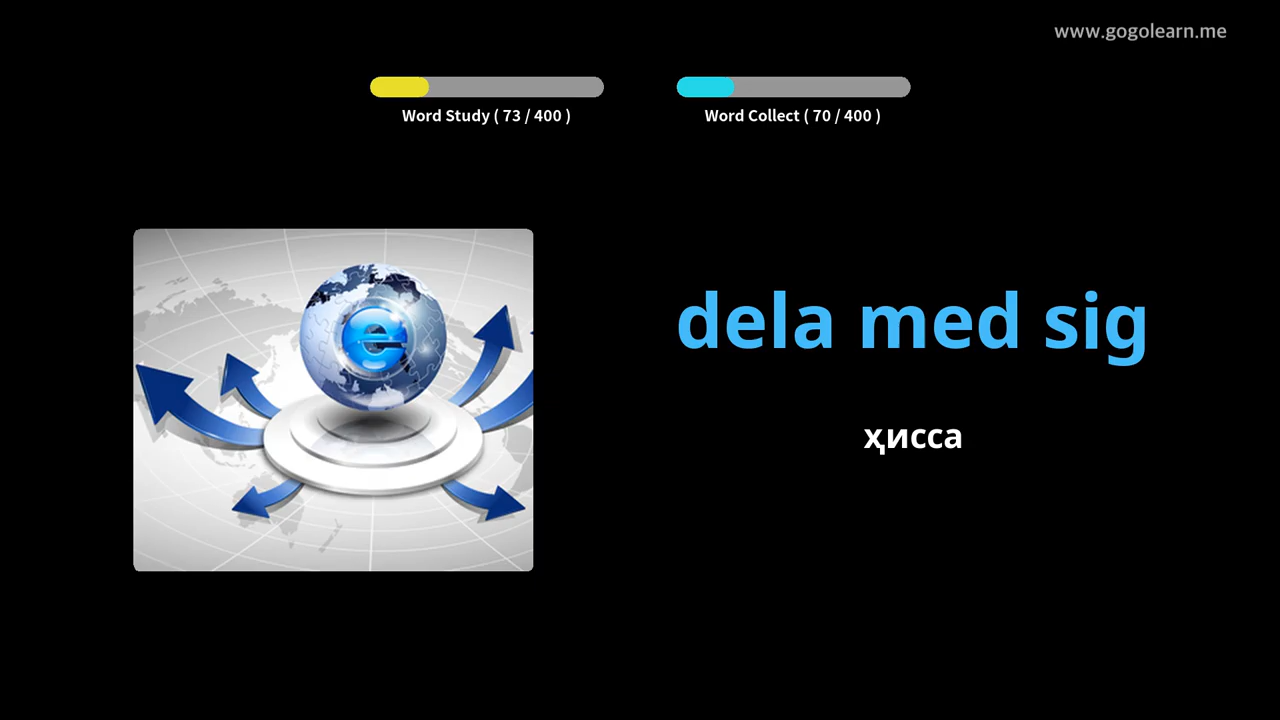 www.gogolearn.me
Word Study ( 73 / 400 )
Word Collect ( 70 / 400 )
e
dela med sig
ҳисса